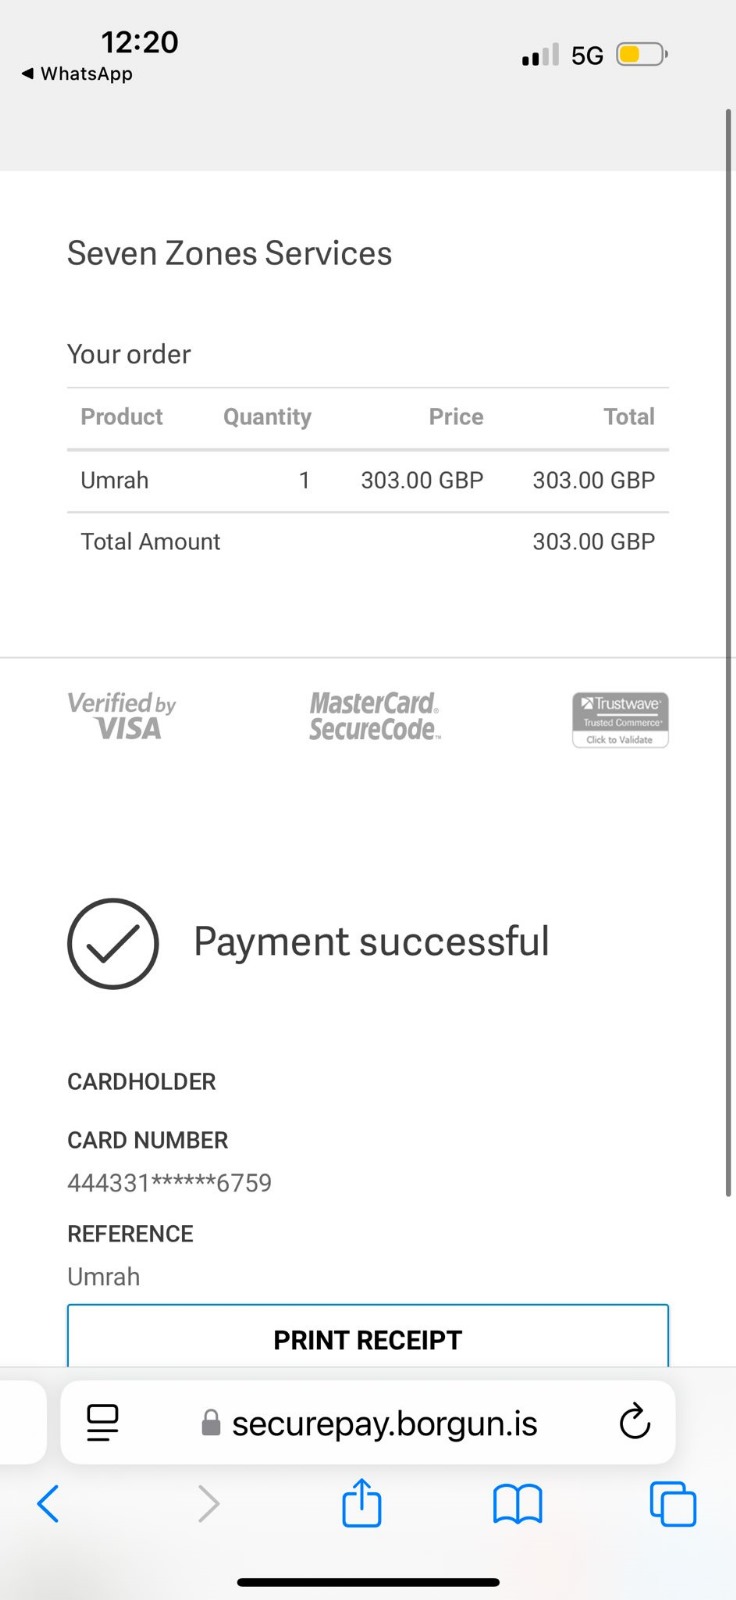 12:20
5G
WhatsApp
Seven Zones Services
Your order
Product Quantity Price Total
Umrah 1 303.00 GBP 303.00 GBP
Total Amount 303.00 GBP
Verified by
VISA
MasterCard.
SecureCode.™
Trustwave®
Trusted Commerce®
Click to Validate
Payment successful
CARDHOLDER
CARD NUMBER
444331******6759
REFERENCE
Umrah
PRINT RECEIPT
securepay.borgun.is